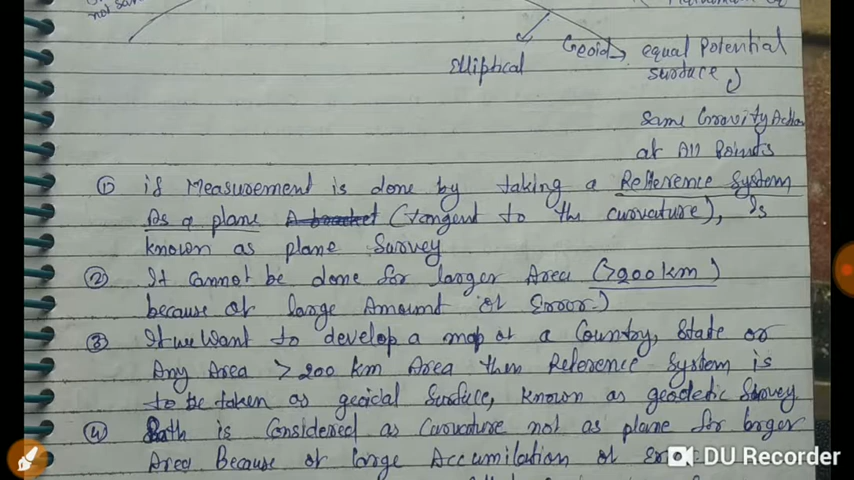 not san
Elliptical
Geoid → equal Potential
surface
Same Gravity Action
at All Points
① if Measurement is done by taking a Reference System
As a plane (tangent to the curvature), Is
known as plane Survey
② It cannot be done for larger Area (>200 km)
because of large Amount of Error.
③ If we want to develop a map of a Country, State or
Any Area > 200 km Area then Reference System is
to be taken as geoidal Surface, known as geodetic Survey
④ is Considered as Curvature not as plane for larger
Area Because of large Accumilation of
DU Recorder